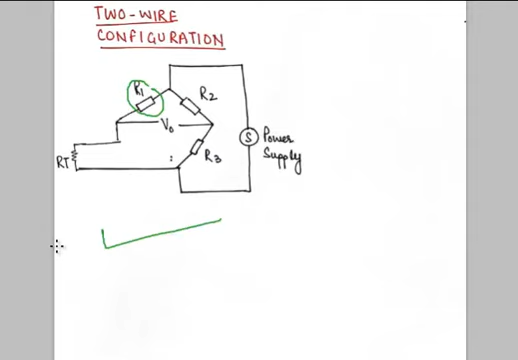 TWO-WIRE
CONFIGURATION
R1
R2
V0
S
Power
Supply
RT
R3